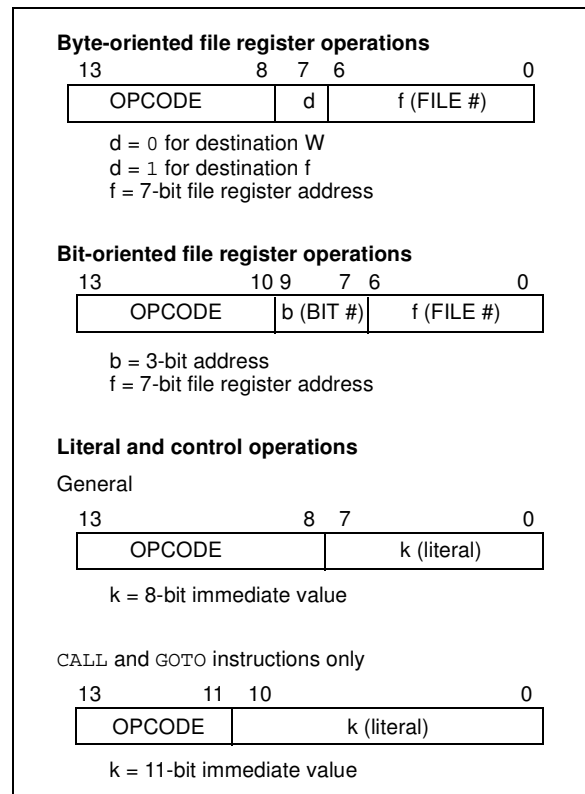 Byte-oriented file register operations
13 8 7 6 0
OPCODE d f (FILE #)
d = 0 for destination W
d = 1 for destination f
f = 7-bit file register address
Bit-oriented file register operations
13 10 9 7 6 0
OPCODE b (BIT #) f (FILE #)
b = 3-bit address
f = 7-bit file register address
Literal and control operations
General
13 8 7 0
OPCODE k (literal)
k = 8-bit immediate value
CALL and GOTO instructions only
13 11 10 0
OPCODE k (literal)
k = 11-bit immediate value